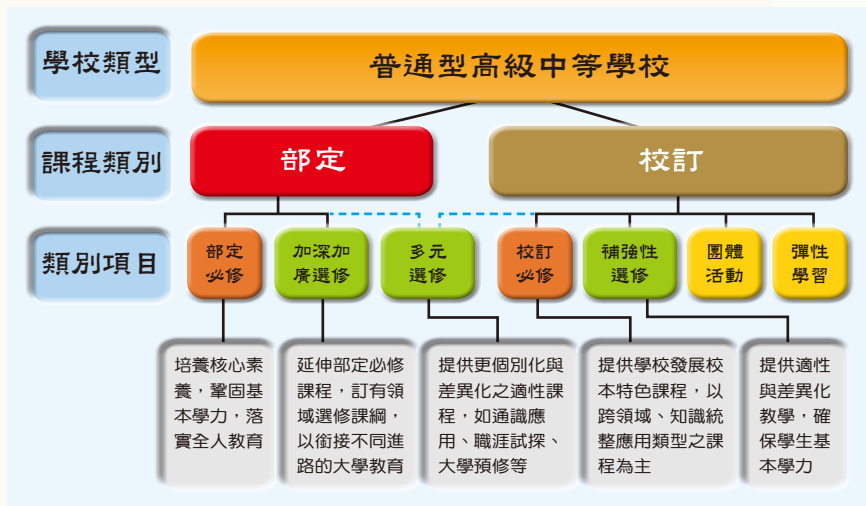 學校類型
普通型高級中等學校
課程類別
部定
校訂
類別項目
部定
必修
加深加
廣選修
多元
選修
校訂
必修
補強性
選修
團體
活動
彈性
學習
培養核心素
養，鞏固基
本學力，落
實全人教育
延伸部定必修
課程，訂有領
域選修課綱，
以銜接不同進
路的大學教育
提供更個別化與
差異化之適性課
程，如通識應
用、職涯試探、
大學預修等
提供學校發展校
本特色課程，以
跨領域、知識統
整應用類型之課
程為主
提供適性
與差異化
教學，確
保學生基
本學力